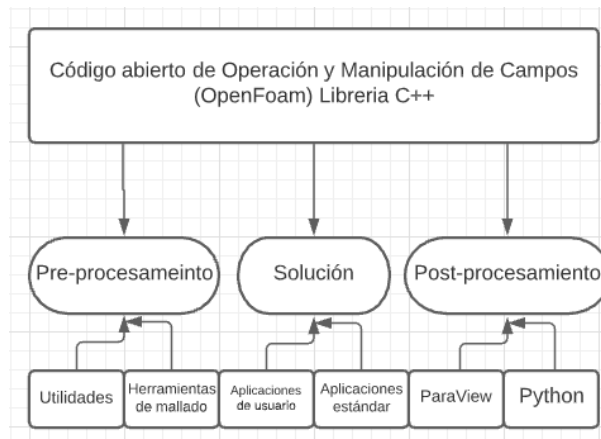 Código abierto de Operación y Manipulación de Campos
(OpenFoam) Libreria C++
Pre-procesameinto
Solución
Post-procesamiento
Utilidades
Herramientas
de mallado
Aplicaciones
de usuario
Aplicaciones
estándar
ParaView
Python